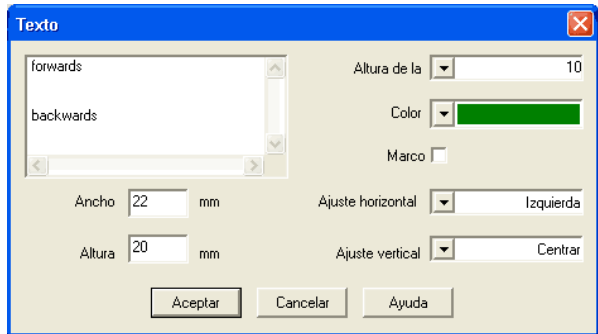 Texto
forwards
backwards
Altura de la 10
Color
Marco
Ancho 22 mm
Ajuste horizontal Izquierda
Altura 20 mm
Ajuste vertical Centrar
Aceptar Cancelar Ayuda